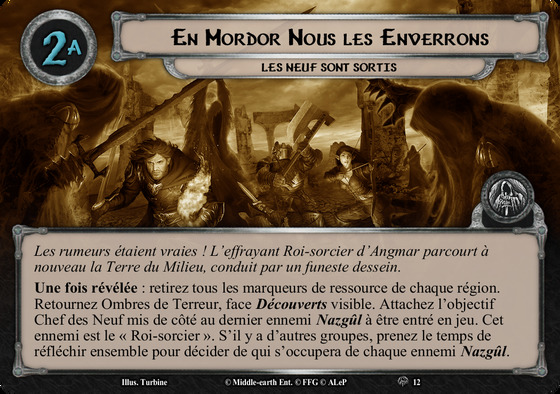 2A
En Mordor Nous les Enverrons
Les Neuf sont sortis
Les rumeurs étaient vraies ! L'effrayant Roi-sorcier d'Angmar parcourt à
nouveau la Terre du Milieu, conduit par un funeste dessein.
Une fois révélée : retirez tous les marqueurs de ressource de chaque région.
Retournez Ombres de Terreur, face Découverts visible. Attachez l'objectif
Chef des Neuf mis de côté au dernier ennemi Nazgûl à être entré en jeu. Cet
ennemi est le « Roi-sorcier ». S'il y a d'autres groupes, prenez le temps de
réfléchir ensemble pour décider de qui s'occupera de chaque ennemi Nazgûl.
Illus. Turbine © Middle-earth Ent. © FFG © ALeP 12